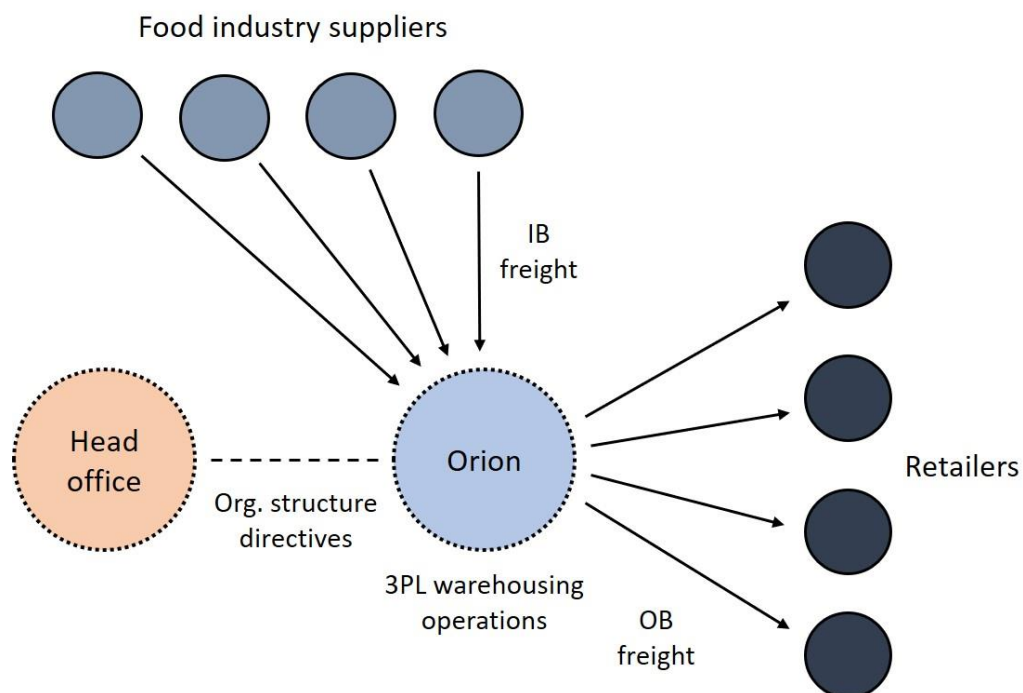 Food industry suppliers
IB
freight
Head
office
Org. structure
directives
Orion
3PL warehousing
operations
Retailers
OB
freight